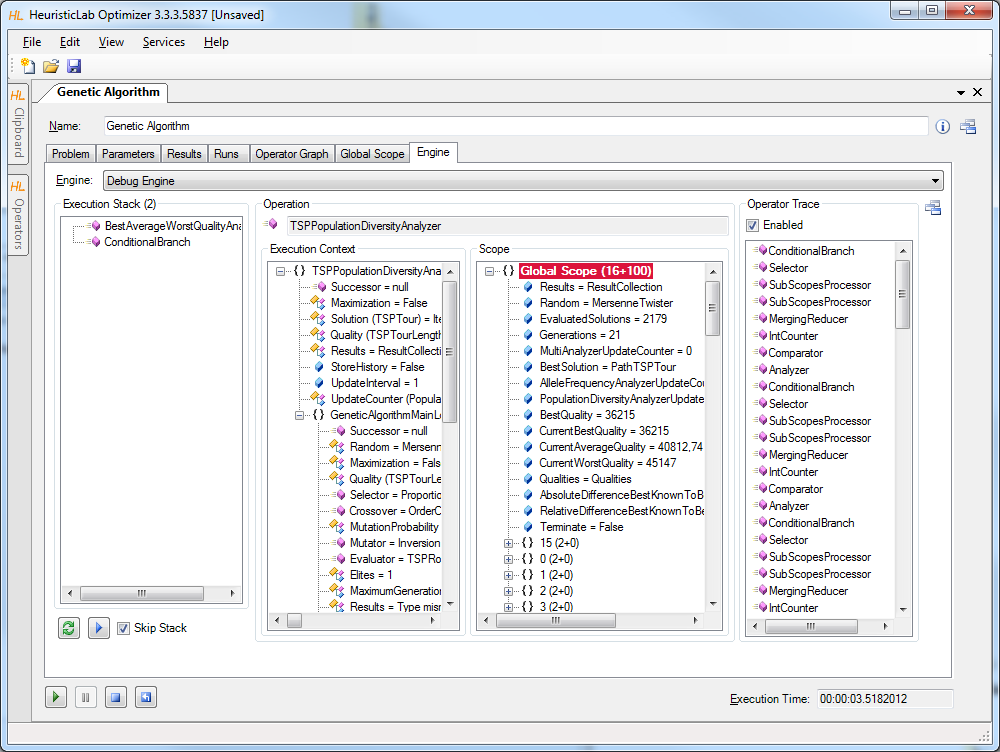 HL HeuristicLab Optimizer 3.3.3.5837 [Unsaved]
File Edit View Services Help
HL Clipboard
HL Operators
Genetic Algorithm
Name: Genetic Algorithm
Problem Parameters Results Runs Operator Graph Global Scope Engine
Engine: Debug Engine
Execution Stack (2)
BestAverageWorstQualityAna
ConditionalBranch
Skip Stack
Operation
TSPPopulationDiversityAnalyzer
Execution Context
TSPPopulationDiversityAna
Successor = null
Maximization = False
Solution (TSPTour) = Ite
Quality (TSPTourLength
Results = ResultCollecti
StoreHistory = False
UpdateInterval = 1
UpdateCounter (Popula
GeneticAlgorithmMainLo
Successor = null
Random = Mersenn
Maximization = Fals
Quality (TSPTourLe
Selector = Proportio
Crossover = OrderC
MutationProbability
Mutator = Inversion
Evaluator = TSPRo
Elites = 1
MaximumGeneration
Results = Type mism
Scope
Global Scope (16+100)
Results = ResultCollection
Random = MersenneTwister
EvaluatedSolutions = 2179
Generations = 21
MultiAnalyzerUpdateCounter = 0
BestSolution = PathTSPTour
AlleleFrequencyAnalyzerUpdateCou
PopulationDiversityAnalyzerUpdate
BestQuality = 36215
CurrentBestQuality = 36215
CurrentAverageQuality = 40812,74
CurrentWorstQuality = 45147
Qualities = Qualities
AbsoluteDifferenceBestKnownToB
RelativeDifferenceBestKnownToBe
Terminate = False
15 (2+0)
0 (2+0)
1 (2+0)
2 (2+0)
3 (2+0)
Operator Trace
Enabled
ConditionalBranch
Selector
SubScopesProcessor
SubScopesProcessor
MergingReducer
IntCounter
Comparator
Analyzer
ConditionalBranch
Selector
SubScopesProcessor
SubScopesProcessor
MergingReducer
IntCounter
Comparator
Analyzer
ConditionalBranch
Selector
SubScopesProcessor
SubScopesProcessor
MergingReducer
IntCounter
Execution Time: 00:00:03.5182012